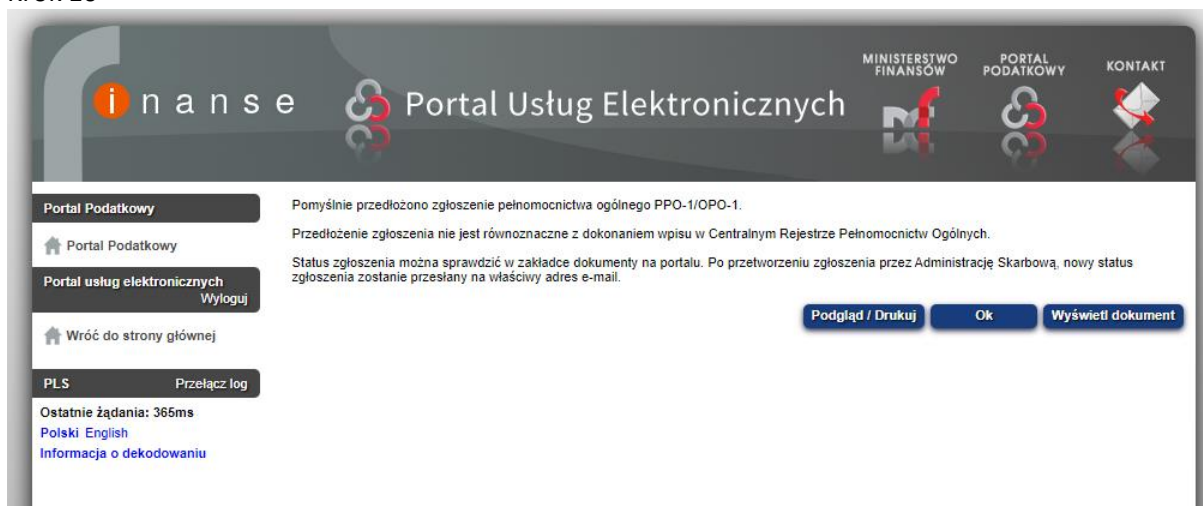 finanse
Portal Usług Elektronicznych
MINISTERSTWO
FINANSÓW
PORTAL
PODATKOWY
KONTAKT
Portal Podatkowy
Portal Podatkowy
Portal usług elektronicznych
Wyloguj
Wróć do strony głównej
PLS Przełącz log
Ostatnie żądania: 365ms
Polski English
Informacja o dekodowaniu
Pomyślnie przedłożono zgłoszenie pełnomocnictwa ogólnego PPO-1/OPO-1.
Przedłożenie zgłoszenia nie jest równoznaczne z dokonaniem wpisu w Centralnym Rejestrze Pełnomocnictw Ogólnych.
Status zgłoszenia można sprawdzić w zakładce dokumenty na portalu. Po przetworzeniu zgłoszenia przez Administrację Skarbową, nowy status
zgłoszenia zostanie przesłany na właściwy adres e-mail.
Podgląd / Drukuj Ok Wyświetl dokument